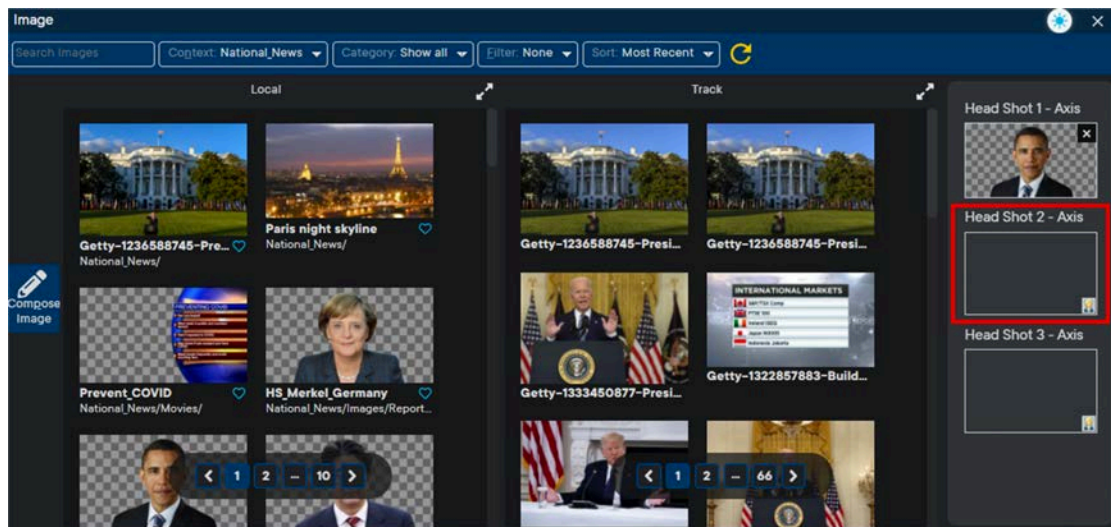 Image
Search Images
Context: National_News
Category: Show all
Filter: None
Sort: Most Recent
Local
Track
Head Shot 1 - Axis
Getty-1236588745-Pre...
National_News/
Paris night skyline
National_News/
Getty-1236588745-Presi...
Getty-1236588745-Presi...
Head Shot 2 - Axis
Compose
Image
PREVENTING COVID
INTERNATIONAL MARKETS
Prevent_COVID
National_News/Movies/
HS_Merkel_Germany
National_News/Images/Report...
Getty-1333450877-Presi...
Getty-1322857883-Build...
Head Shot 3 - Axis
1 2 ... 10
1 2 ... 66